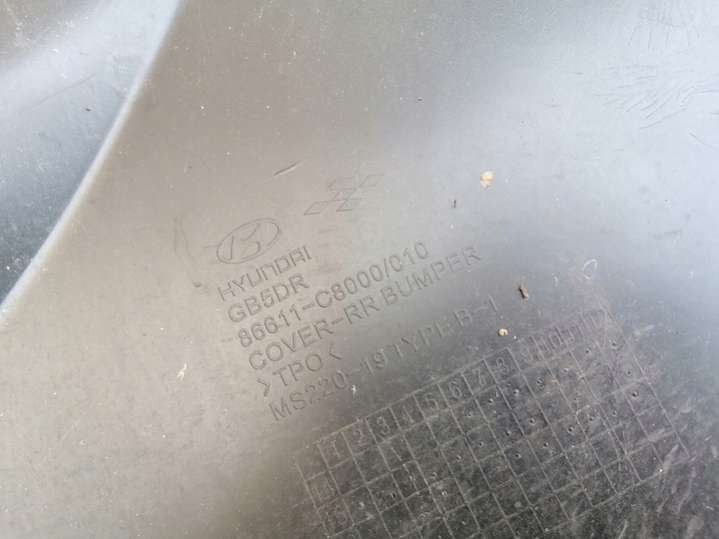 HYUNDAI
GB5DR
86611-C8000/010
COVER-RR BUMPER
>TPO<
MS220-19 TYPE B-1
1 2 3 4 5 6 7 8 9 10 11 12